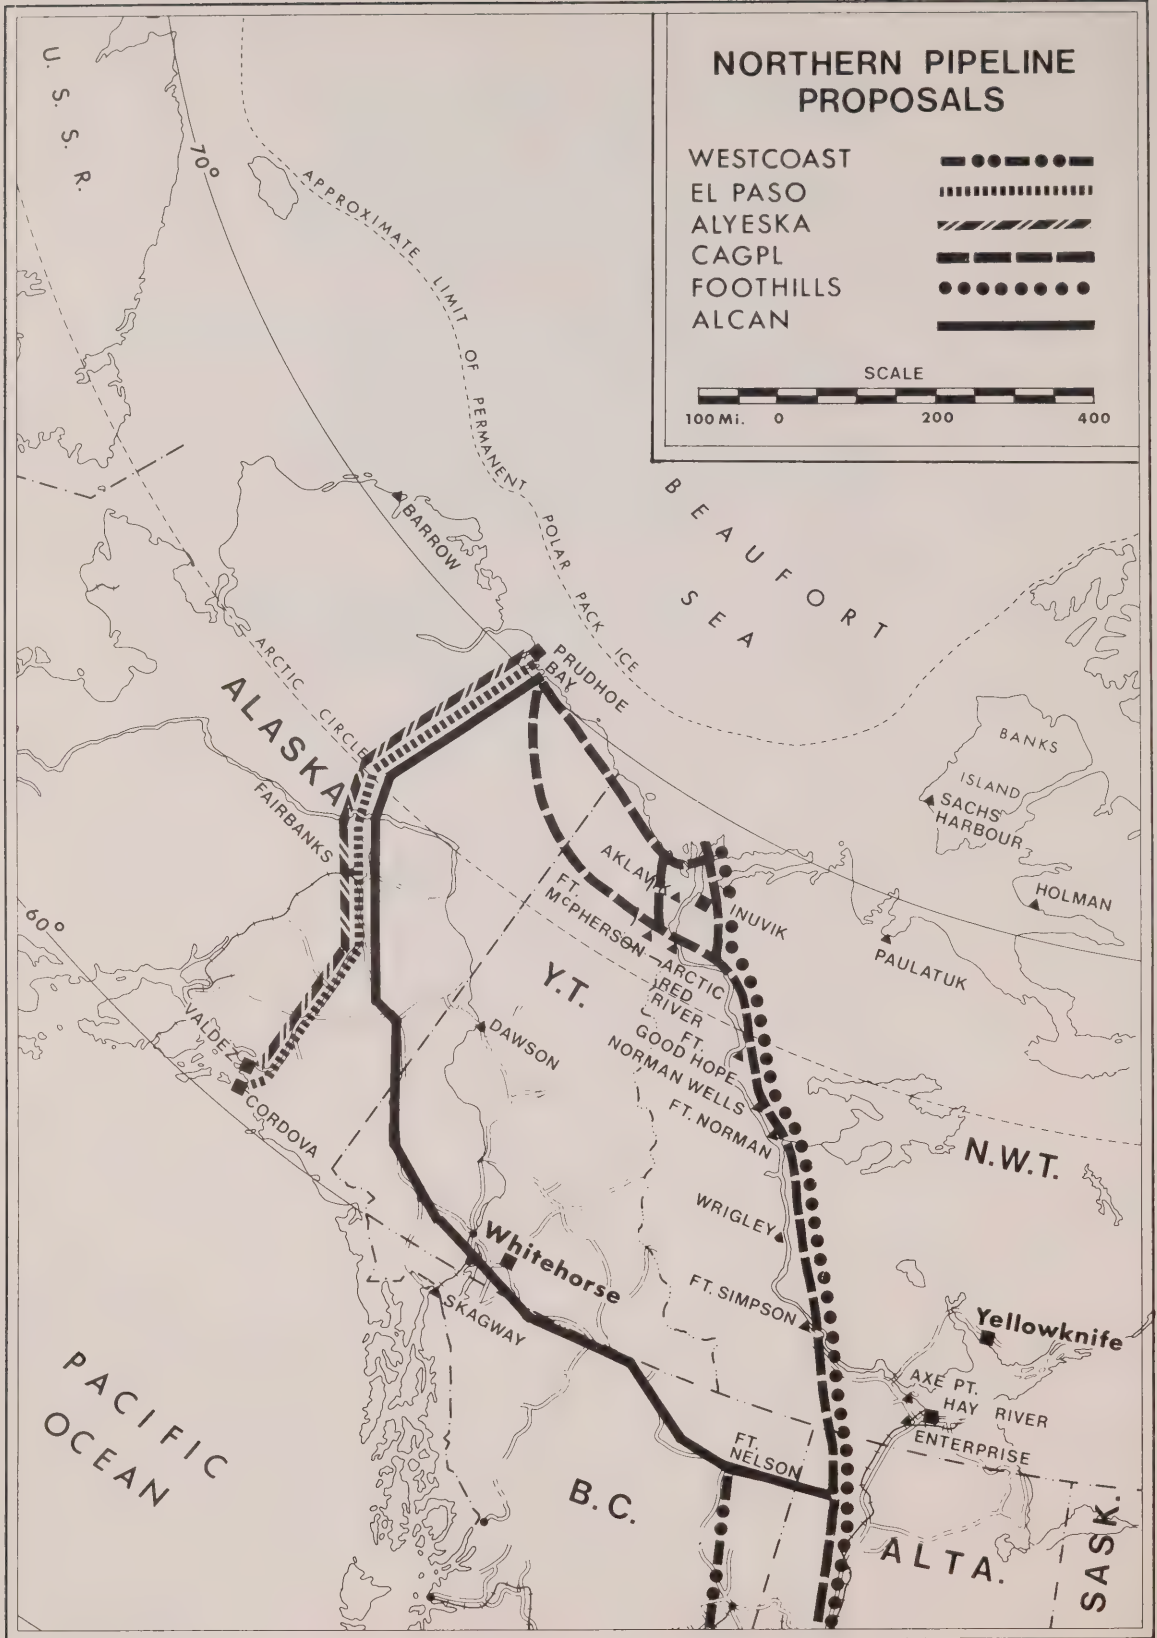 NORTHERN PIPELINE
PROPOSALS
WESTCOAST
EL PASO
ALYESKA
CAGPL
FOOTHILLS
ALCAN
SCALE
100 Mi. 0 200 400
U. S. S. R.
70°
APPROXIMATE LIMIT OF PERMANENT POLAR PACK ICE
BARROW
BEAUFORT
SEA
ARCTIC CIRCLE
PRUDHOE
BAY
ALASKA
BANKS
ISLAND
SACHS
HARBOUR
FAIRBANKS
AKLAVIK
HOLMAN
FT.
McPHERSON
INUVIK
60°
PAULATUK
ARCTIC
RED
RIVER
Y.T.
VALDEZ
DAWSON
FT.
GOOD HOPE
NORMAN WELLS
CORDOVA
FT. NORMAN
N.W.T.
WRIGLEY
Whitehorse
FT. SIMPSON
SKAGWAY
Yellowknife
PACIFIC
OCEAN
AXE PT.
HAY RIVER
ENTERPRISE
FT.
NELSON
B.C.
ALTA.
SASK.